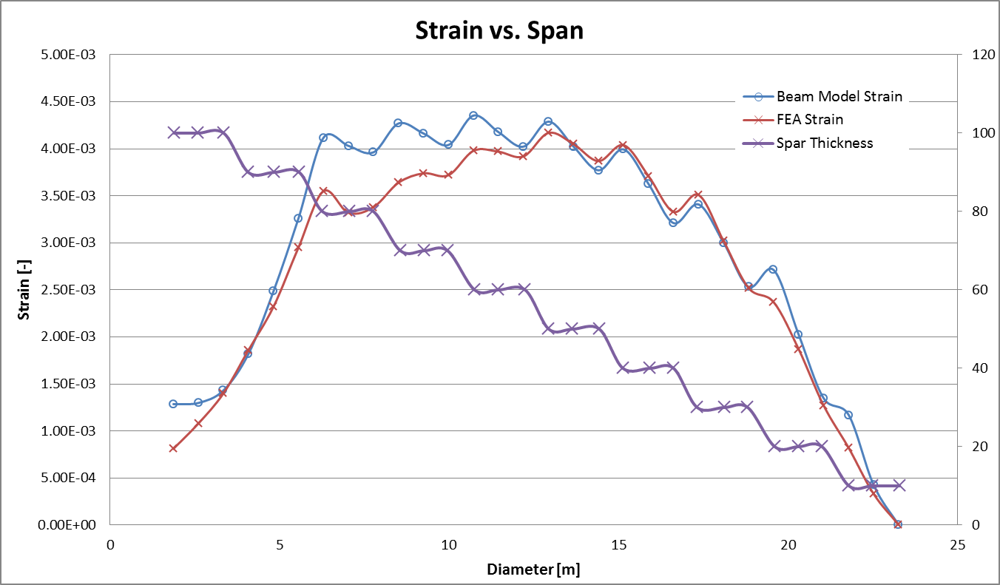 Strain vs. Span
5.00E-03
4.50E-03
4.00E-03
3.50E-03
3.00E-03
2.50E-03
2.00E-03
1.50E-03
1.00E-03
5.00E-04
0.00E+00
Strain [-]
120
100
80
60
40
20
0
Beam Model Strain
FEA Strain
Spar Thickness
0 5 10 15 20 25
Diameter [m]